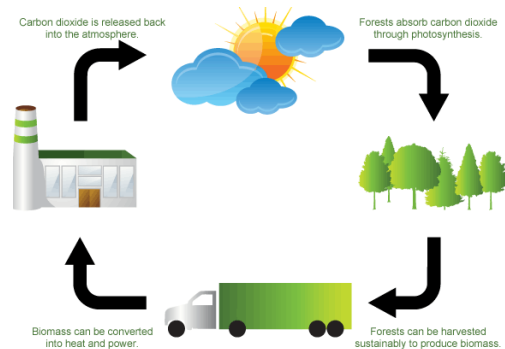 Carbon dioxide is released back
into the atmosphere.
Forests absorb carbon dioxide
through photosynthesis.
Biomass can be converted
into heat and power.
Forests can be harvested
sustainably to produce biomass.